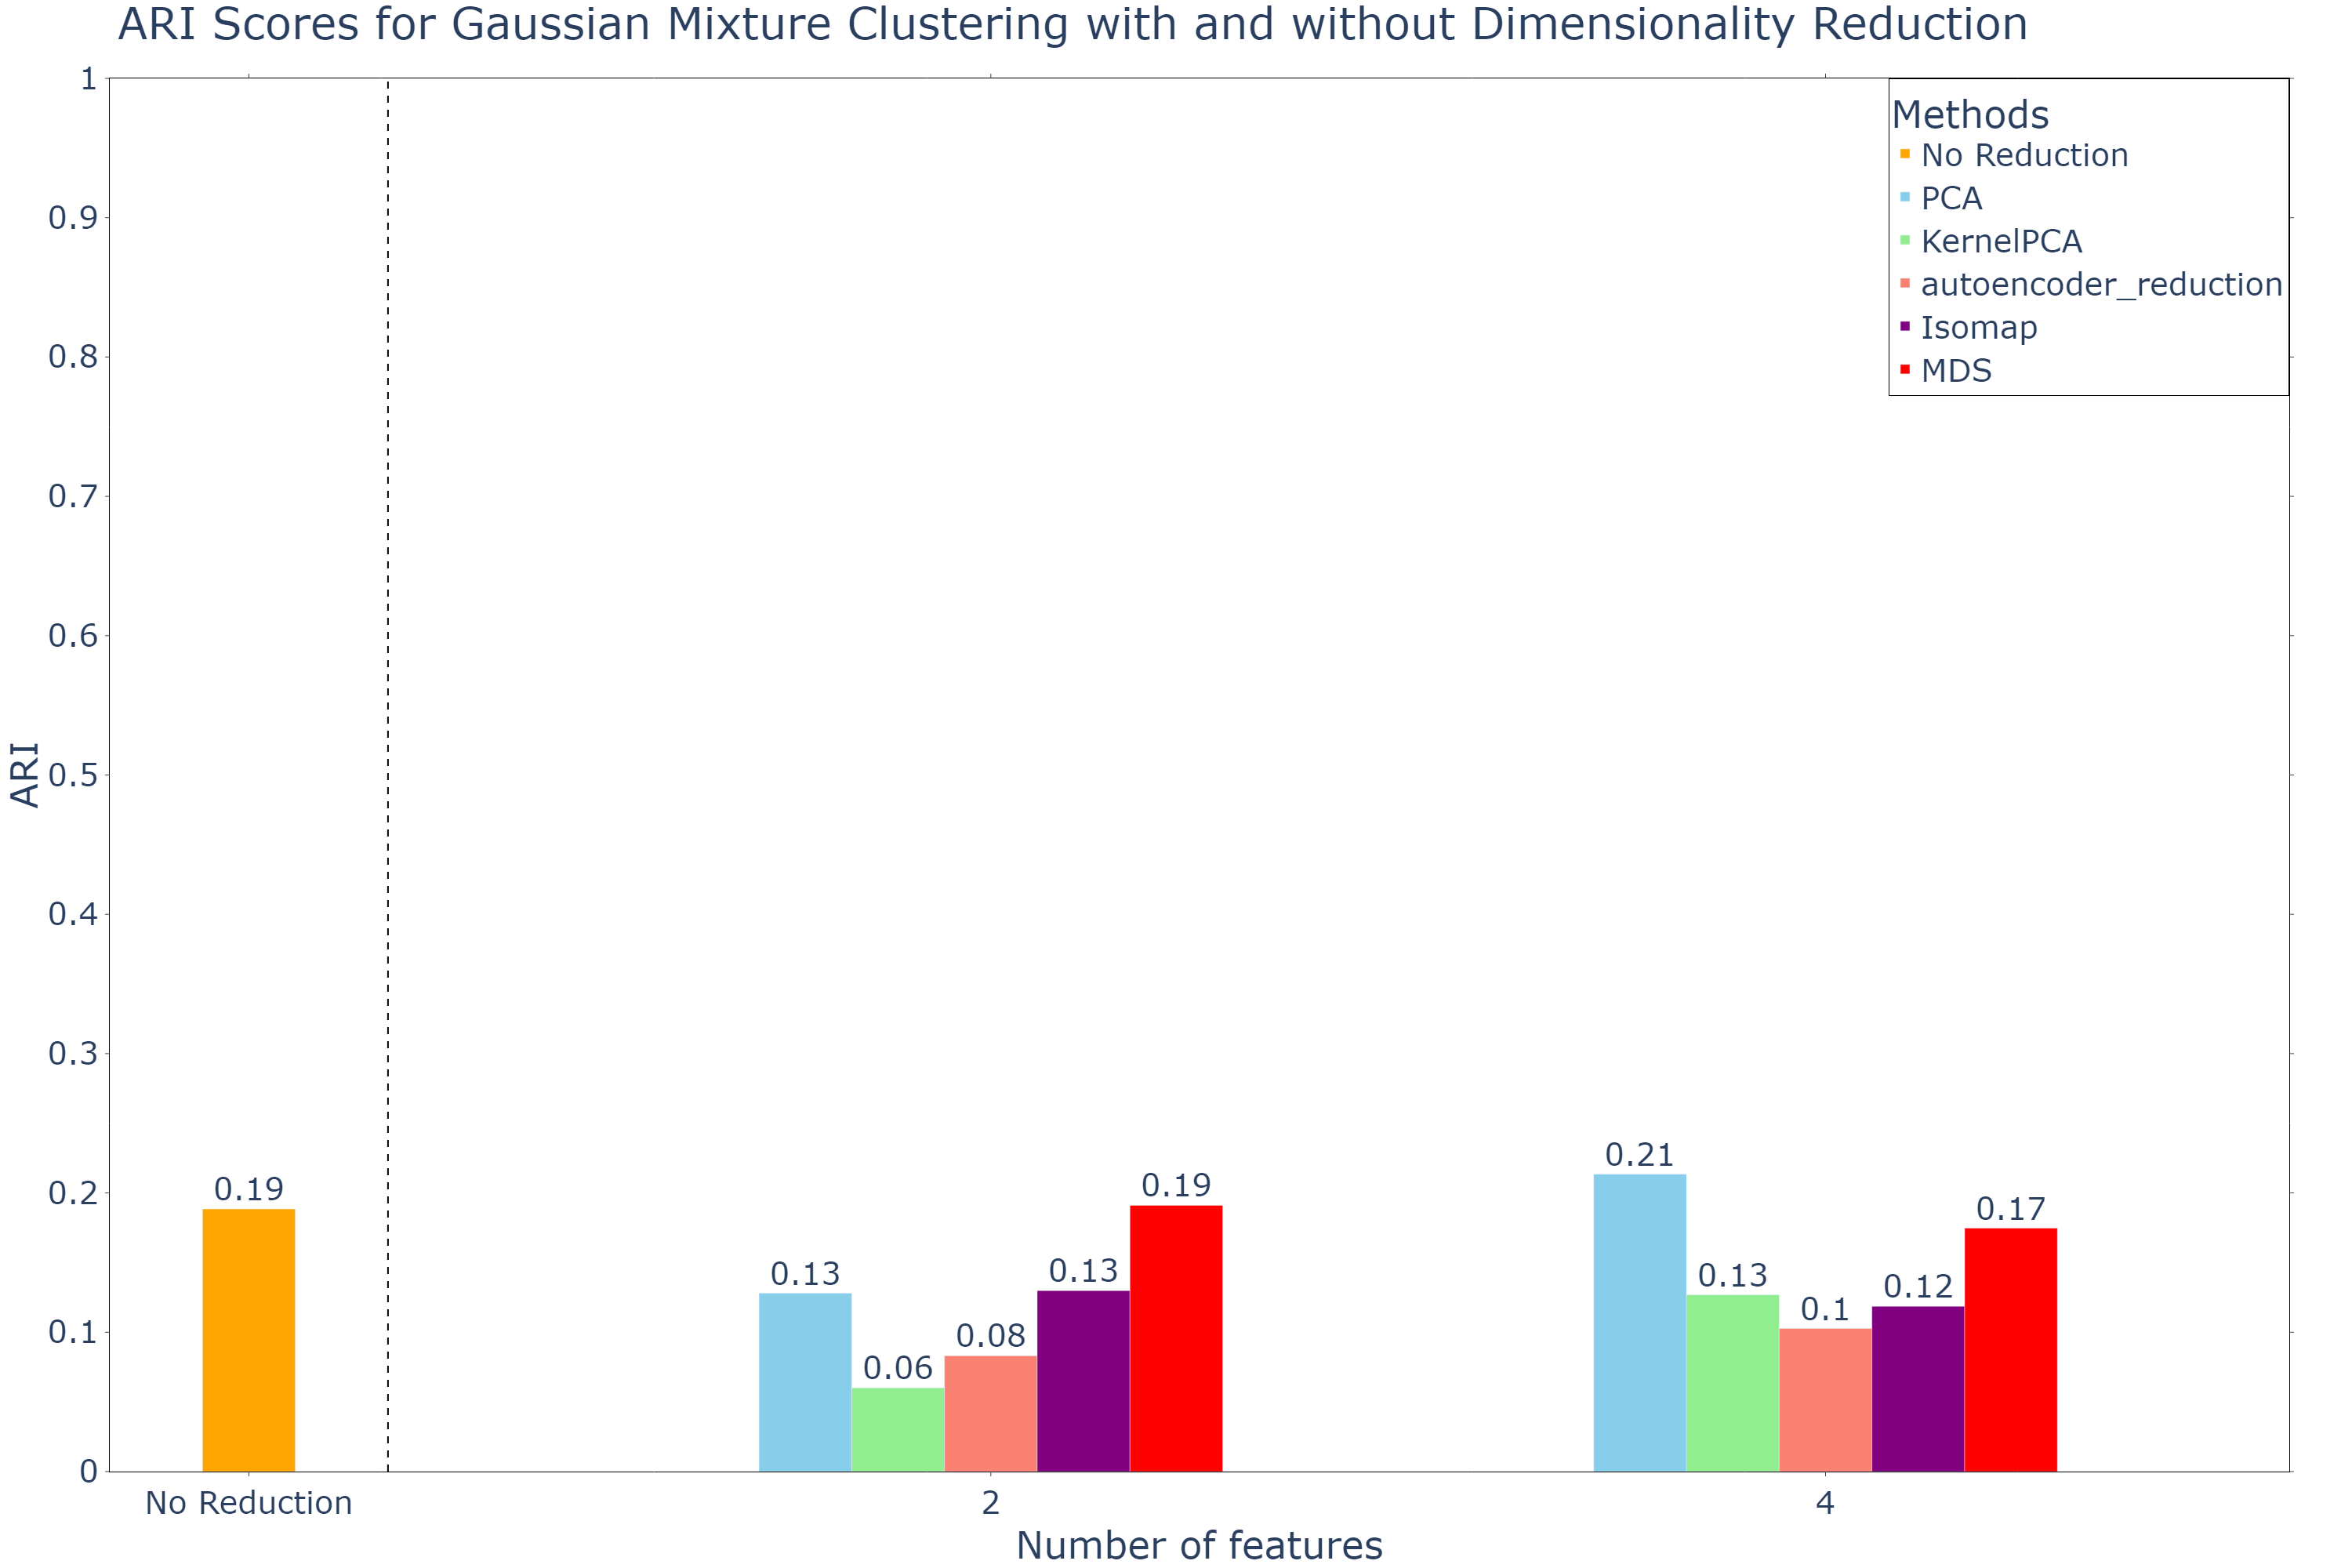 ARI Scores for Gaussian Mixture Clustering with and without Dimensionality Reduction
Methods
No Reduction
PCA
KernelPCA
autoencoder_reduction
Isomap
MDS
ARI
1
0.9
0.8
0.7
0.6
0.5
0.4
0.3
0.2
0.1
0
0.19
0.13
0.06
0.08
0.13
0.19
0.21
0.13
0.1
0.12
0.17
No Reduction
2
4
Number of features